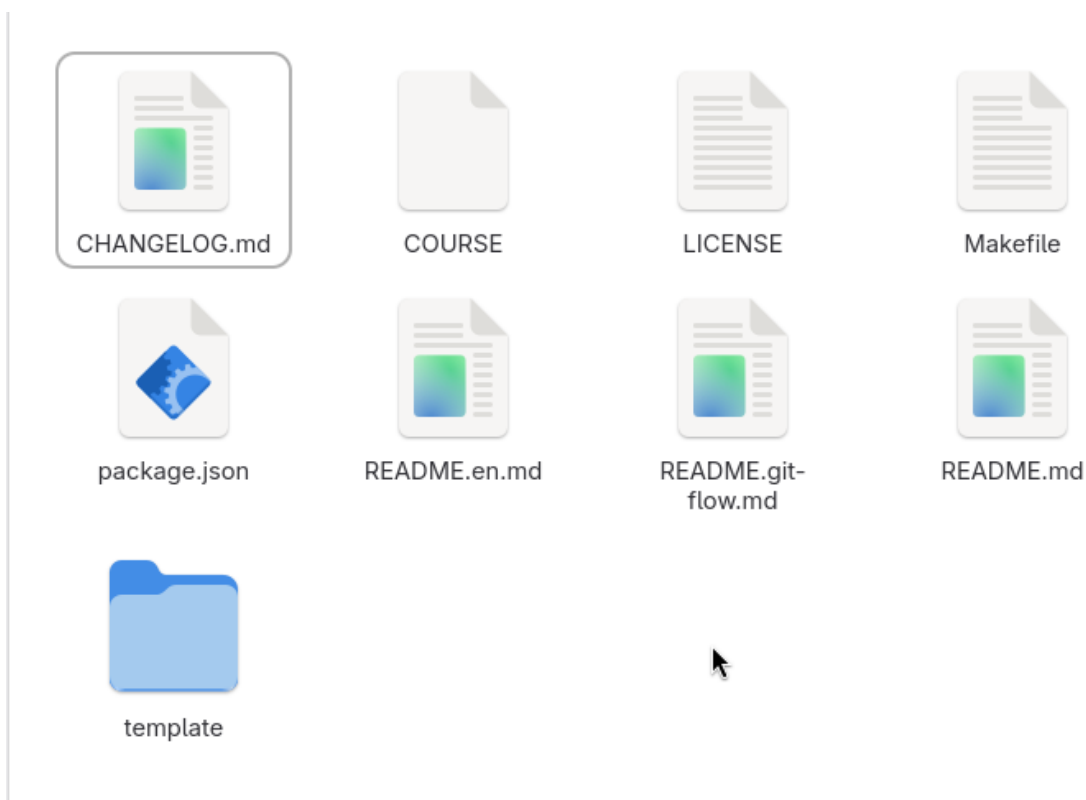 CHANGELOG.md
COURSE
LICENSE
Makefile
package.json
README.en.md
README.git-
flow.md
README.md
template